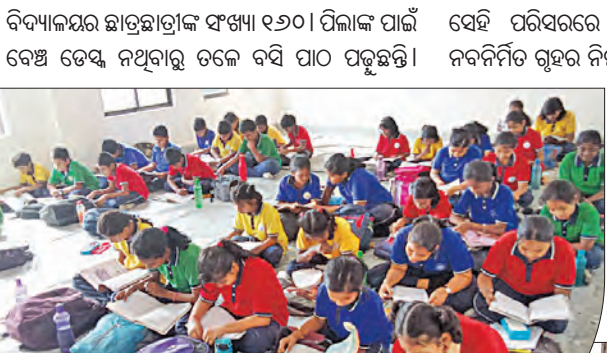 ବିଦ୍ୟାଳୟର ଛାତ୍ରଛାତ୍ରୀଙ୍କ ସଂଖ୍ୟା ୧୬୦। ପିଲାଙ୍କ ପାଇଁ
ବେଞ୍ଚ ଡେସ୍କ ନଥିବାରୁ ତଳେ ବସି ପାଠ ପଢ଼ୁଛନ୍ତି।
ସେହି ପରିସରରେ
ନବନିର୍ମିତ ଗୃହର